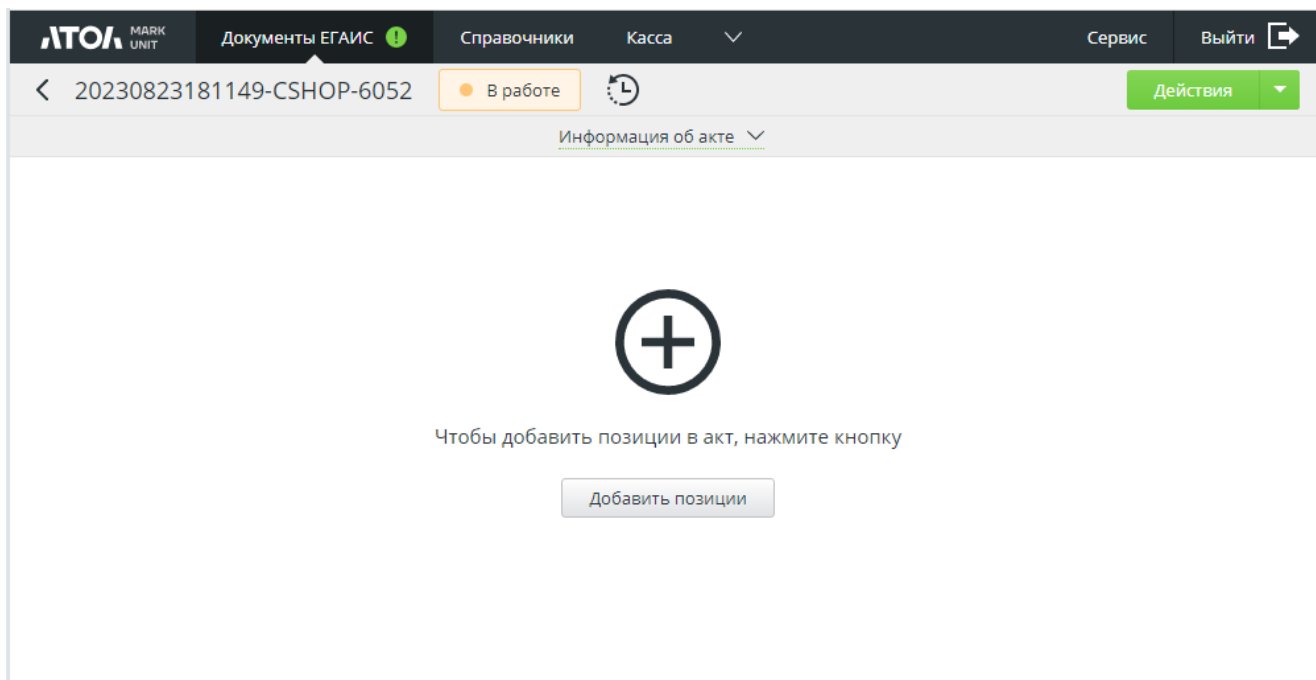 АТОЛ MARK UNIT Документы ЕГАИС ! Справочники Касса Сервис Выйти
20230823181149-CSHOP-6052 В работе Действия
Информация об акте
Чтобы добавить позиции в акт, нажмите кнопку
Добавить позиции